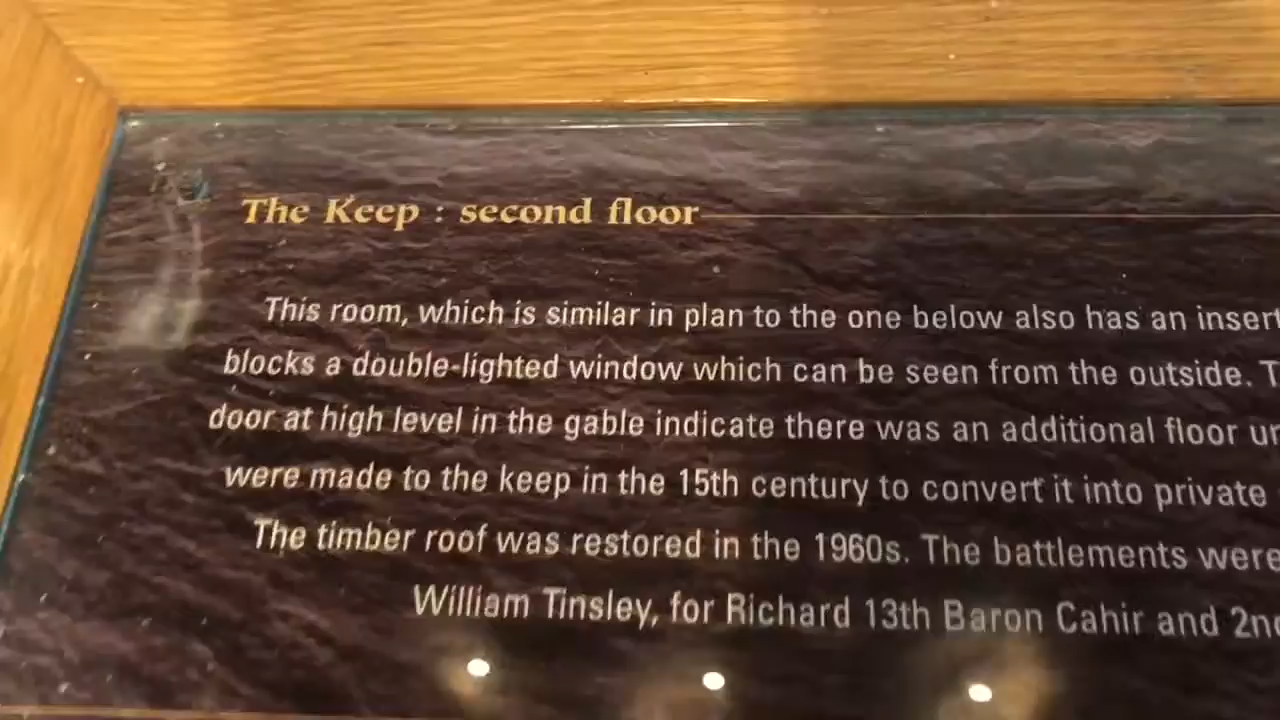 The Keep : second floor
This room, which is similar in plan to the one below also has an insert
blocks a double-lighted window which can be seen from the outside. T
door at high level in the gable indicate there was an additional floor un
were made to the keep in the 15th century to convert it into private
The timber roof was restored in the 1960s. The battlements were
William Tinsley, for Richard 13th Baron Cahir and 2nd